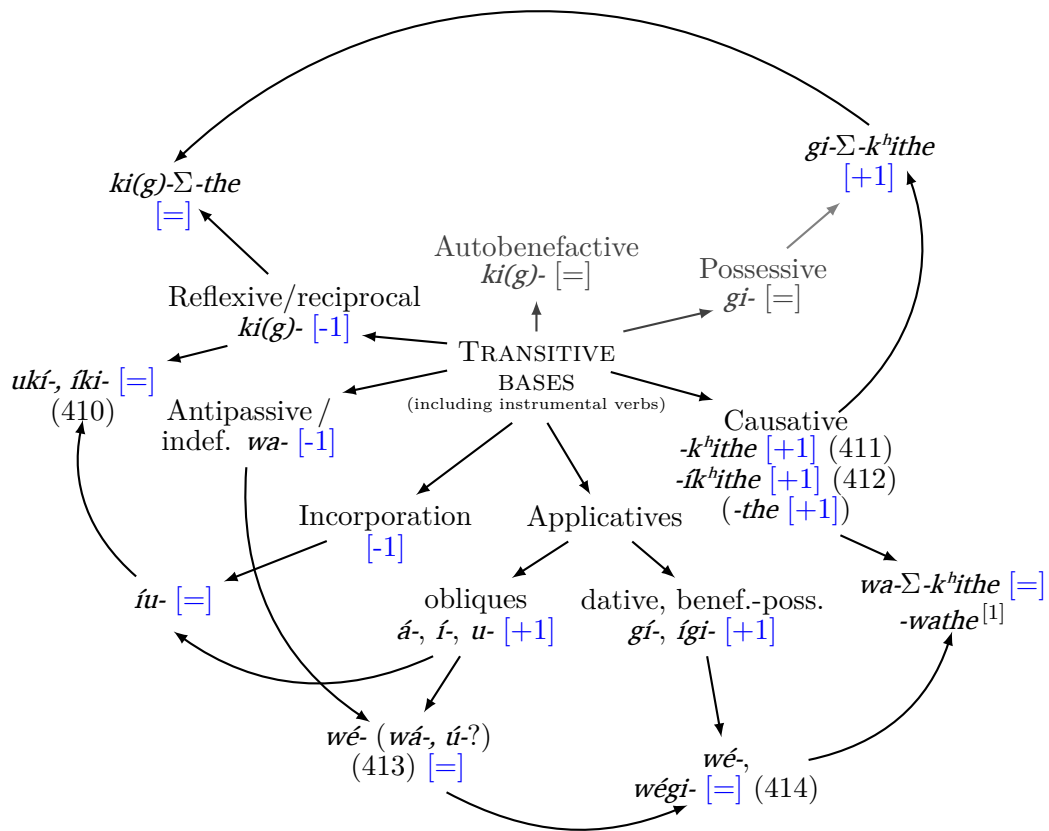 gi-Σ-kʰithe
[+1]
ki(g)-Σ-the
[=]
Autobenefactive
ki(g)- [=]
Possessive
gi- [=]
Reflexive/reciprocal
ki(g)- [-1]
TRANSITIVE
BASES
(including instrumental verbs)
ukí-, íki- [=]
(410)
Antipassive/
indef. wa- [-1]
Causative
-kʰithe [+1] (411)
-íkʰithe [+1] (412)
(-the [+1])
Incorporation
[-1]
Applicatives
íu- [=]
obliques
á-, í-, u- [+1]
dative, benef.-poss.
gí-, ígi- [+1]
wa-Σ-kʰithe [=]
-wathe[1]
wé- (wá-, ú-?)
(413) [=]
wé-,
wégi- [=] (414)